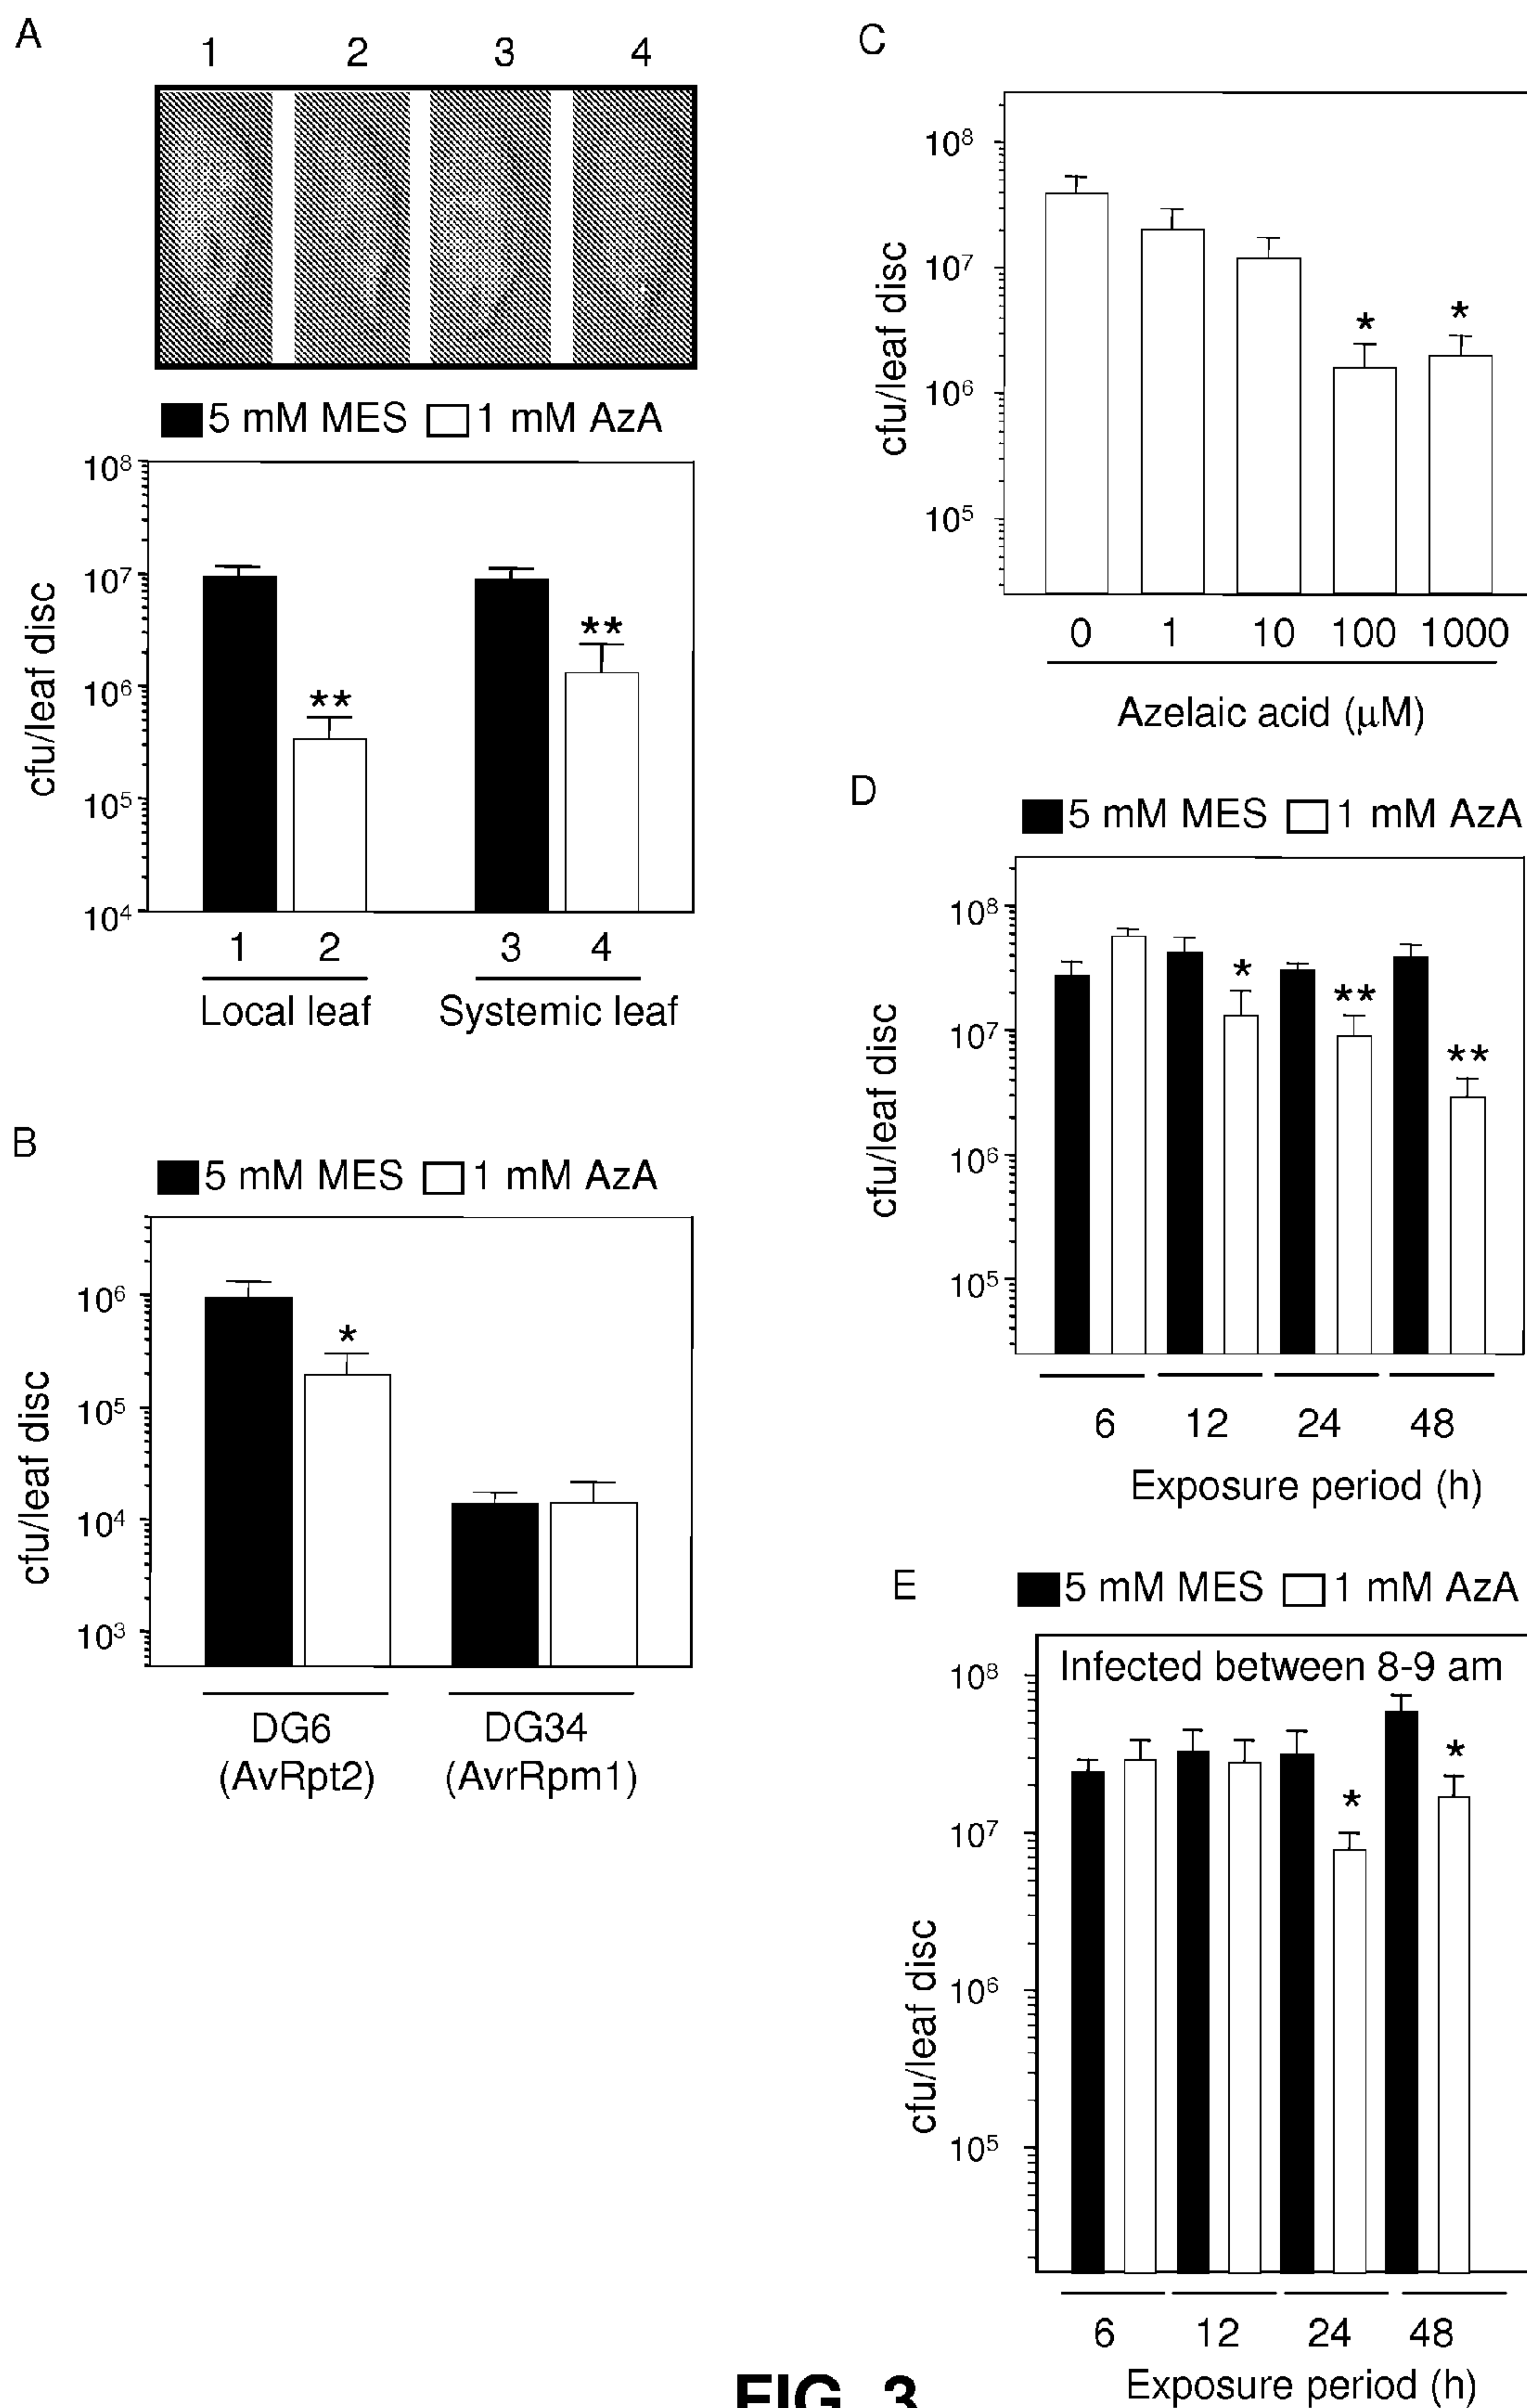 A
1 2 3 4
5 mM MES 1 mM AzA
cfu/leaf disc
10⁸
10⁷
10⁶
10⁵
10⁴
** **
1 2 3 4
Local leaf Systemic leaf
B
5 mM MES 1 mM AzA
cfu/leaf disc
10⁶
10⁵
10⁴
10³
*
DG6 DG34
(AvRpt2) (AvrRpm1)
C
cfu/leaf disc
10⁸
10⁷
10⁶
10⁵
* *
0 1 10 100 1000
Azelaic acid (μM)
D
5 mM MES 1 mM AzA
cfu/leaf disc
10⁸
10⁷
10⁶
10⁵
* ** **
6 12 24 48
Exposure period (h)
E
5 mM MES 1 mM AzA
Infected between 8-9 am
cfu/leaf disc
10⁸
10⁷
10⁶
10⁵
* *
6 12 24 48
Exposure period (h)
FIG. 3